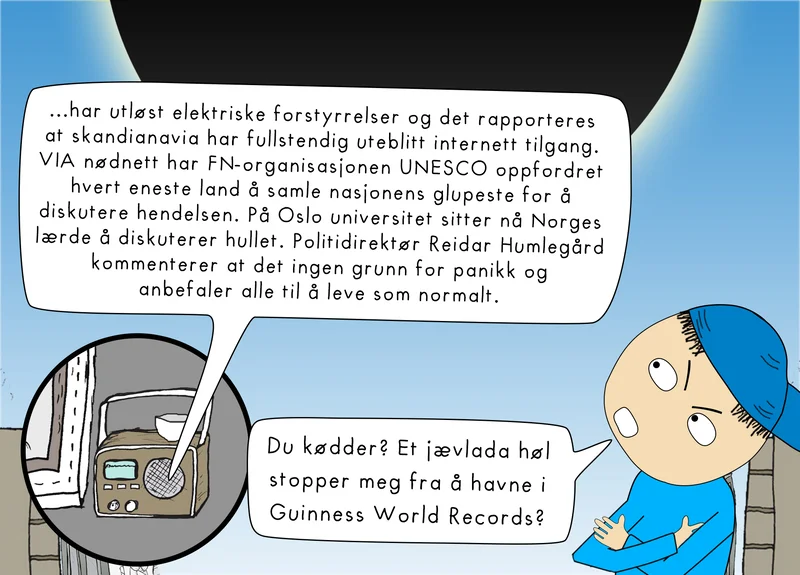 ...har utløst elektriske forstyrrelser og det rapporteres
at skandianavia har fullstendig uteblitt internett tilgang.
VIA nødnett har FN-organisasjonen UNESCO oppfordret
hvert eneste land å samle nasjonens glupeste for å
diskutere hendelsen. På Oslo universitet sitter nå Norges
lærde å diskuterer hullet. Politidirektør Reidar Humlegård
kommenterer at det ingen grunn for panikk og
anbefaler alle til å leve som normalt.
Du kødder? Et jævlada høl
stopper meg fra å havne i
Guinness World Records?